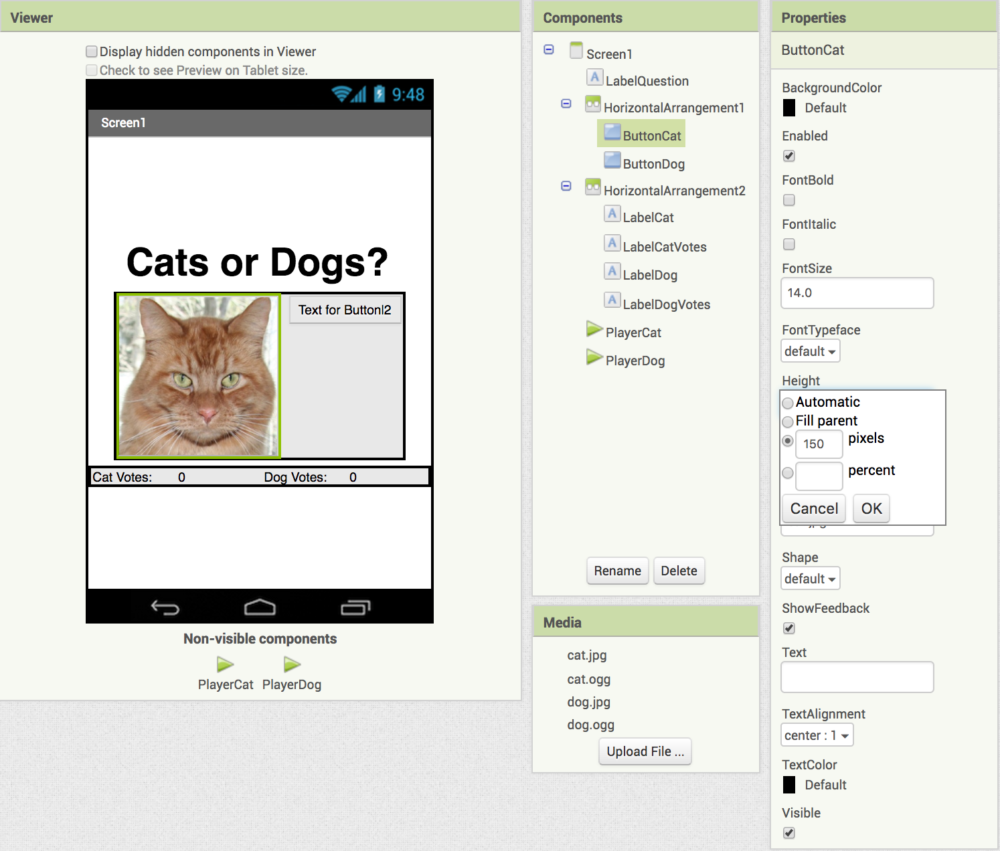 Viewer
Display hidden components in Viewer
Check to see Preview on Tablet size.
9:48
Screen1
Cats or Dogs?
Text for Button|2
Cat Votes: 0 Dog Votes: 0
Non-visible components
PlayerCat PlayerDog
Components
Screen1
LabelQuestion
HorizontalArrangement1
ButtonCat
ButtonDog
HorizontalArrangement2
LabelCat
LabelCatVotes
LabelDog
LabelDogVotes
PlayerCat
PlayerDog
Rename Delete
Media
cat.jpg
cat.ogg
dog.jpg
dog.ogg
Upload File ...
Properties
ButtonCat
BackgroundColor
Default
Enabled
FontBold
FontItalic
FontSize
14.0
FontTypeface
default
Height
Automatic
Fill parent
150 pixels
percent
Cancel OK
Shape
default
ShowFeedback
Text
TextAlignment
center : 1
TextColor
Default
Visible